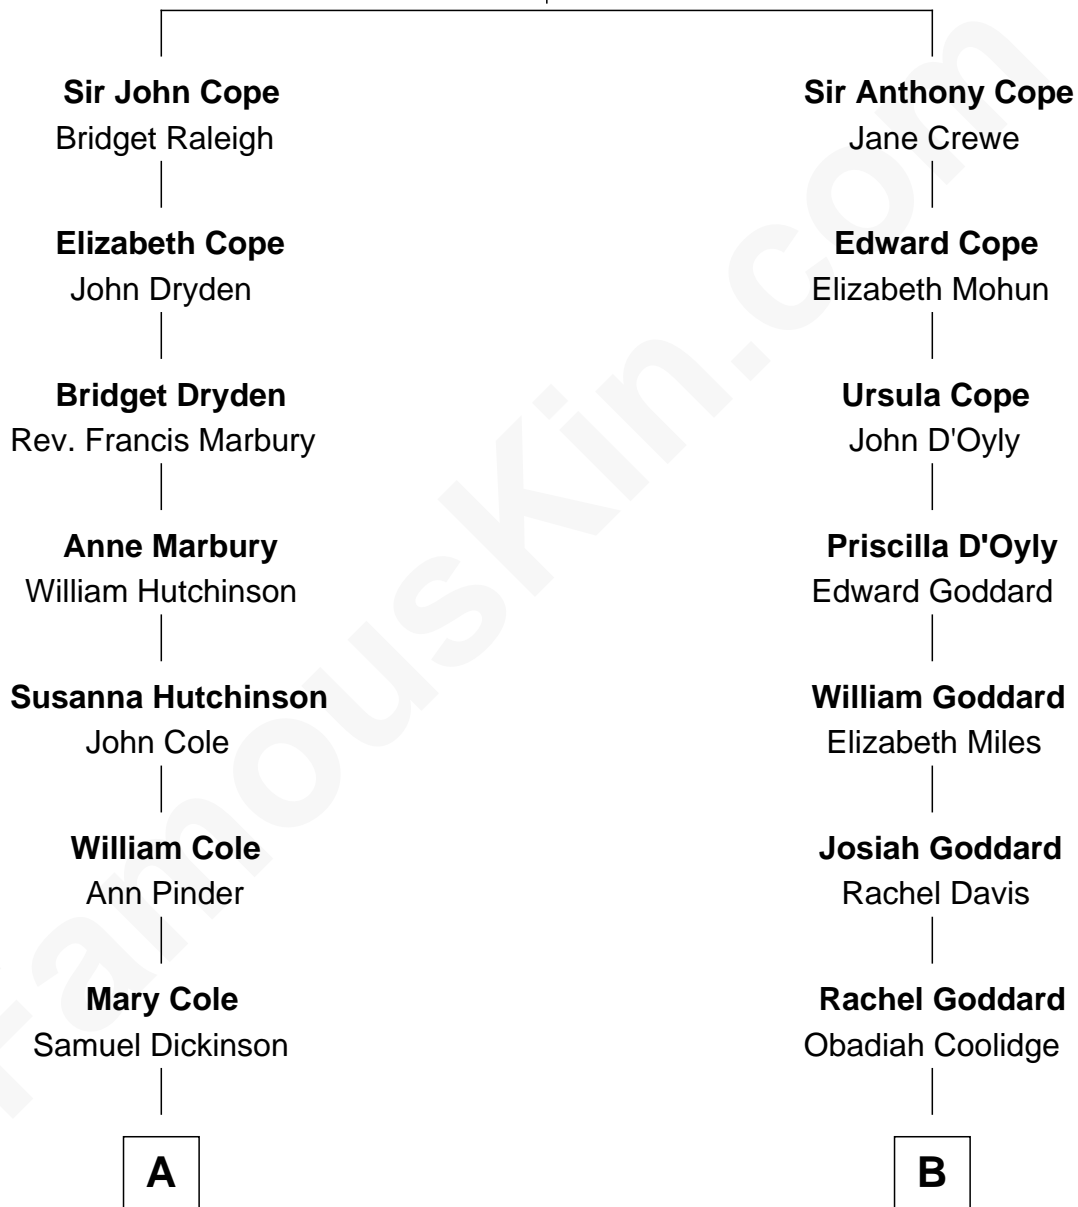 Sir John Cope
Bridget Raleigh
Elizabeth Cope
John Dryden
Bridget Dryden
Rev. Francis Marbury
Anne Marbury
William Hutchinson
Susanna Hutchinson
John Cole
William Cole
Ann Pinder
Mary Cole
Samuel Dickinson
A
Sir Anthony Cope
Jane Crewe
Edward Cope
Elizabeth Mohun
Ursula Cope
John D'Oyly
Priscilla D'Oyly
Edward Goddard
William Goddard
Elizabeth Miles
Josiah Goddard
Rachel Davis
Rachel Goddard
Obadiah Coolidge
B
FamousKin.com